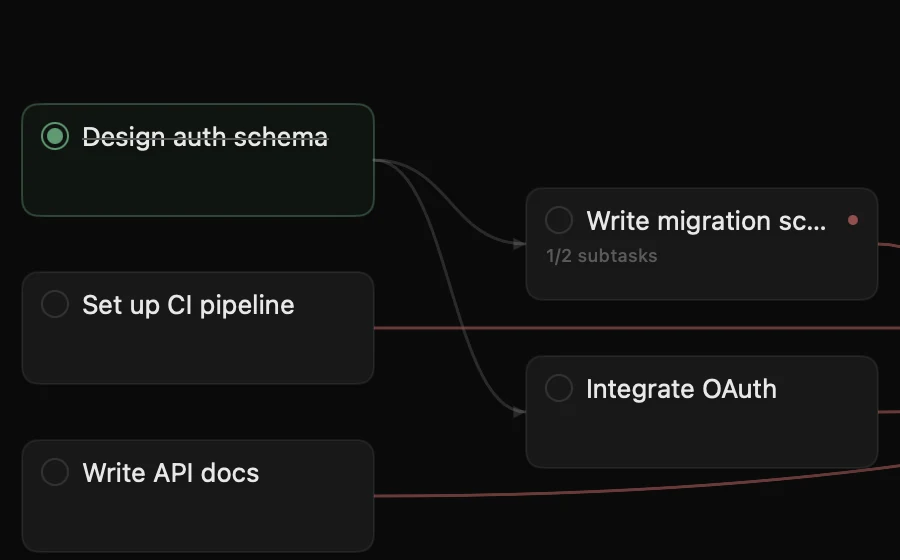 Design auth schema
Write migration sc...
1/2 subtasks
Set up CI pipeline
Integrate OAuth
Write API docs